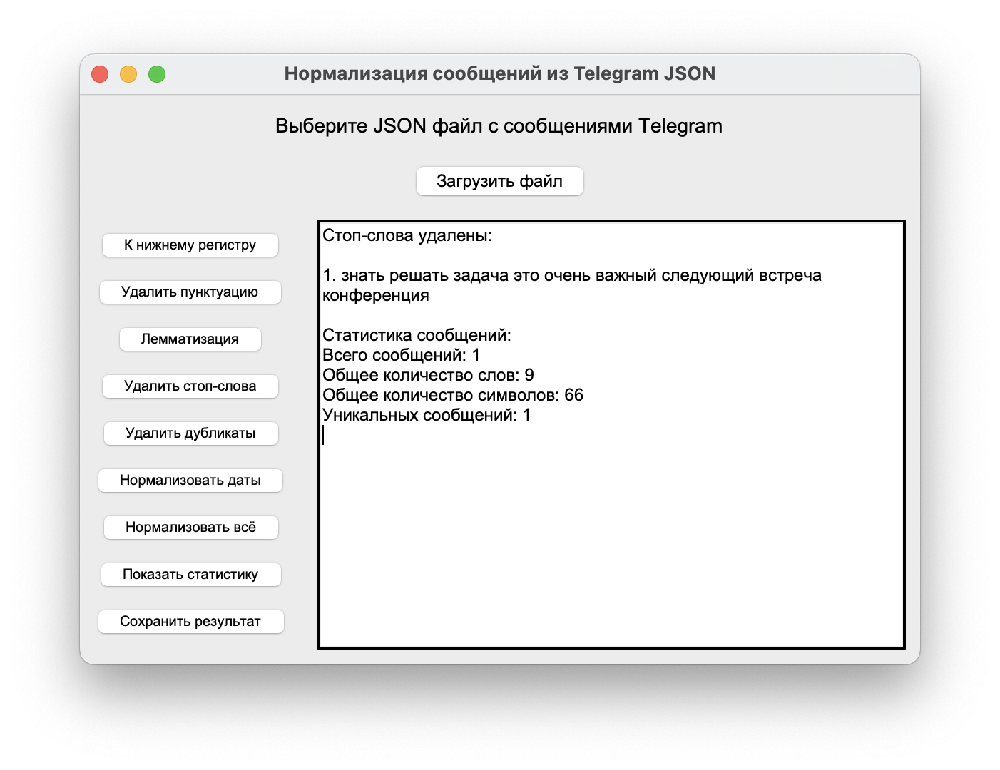 Нормализация сообщений из Telegram JSON
Выберите JSON файл с сообщениями Telegram
Загрузить файл
К нижнему регистру
Удалить пунктуацию
Лемматизация
Удалить стоп-слова
Удалить дубликаты
Нормализовать даты
Нормализовать всё
Показать статистику
Сохранить результат
Стоп-слова удалены:
1. знать решать задача это очень важный следующий встреча
конференция
Статистика сообщений:
Всего сообщений: 1
Общее количество слов: 9
Общее количество символов: 66
Уникальных сообщений: 1